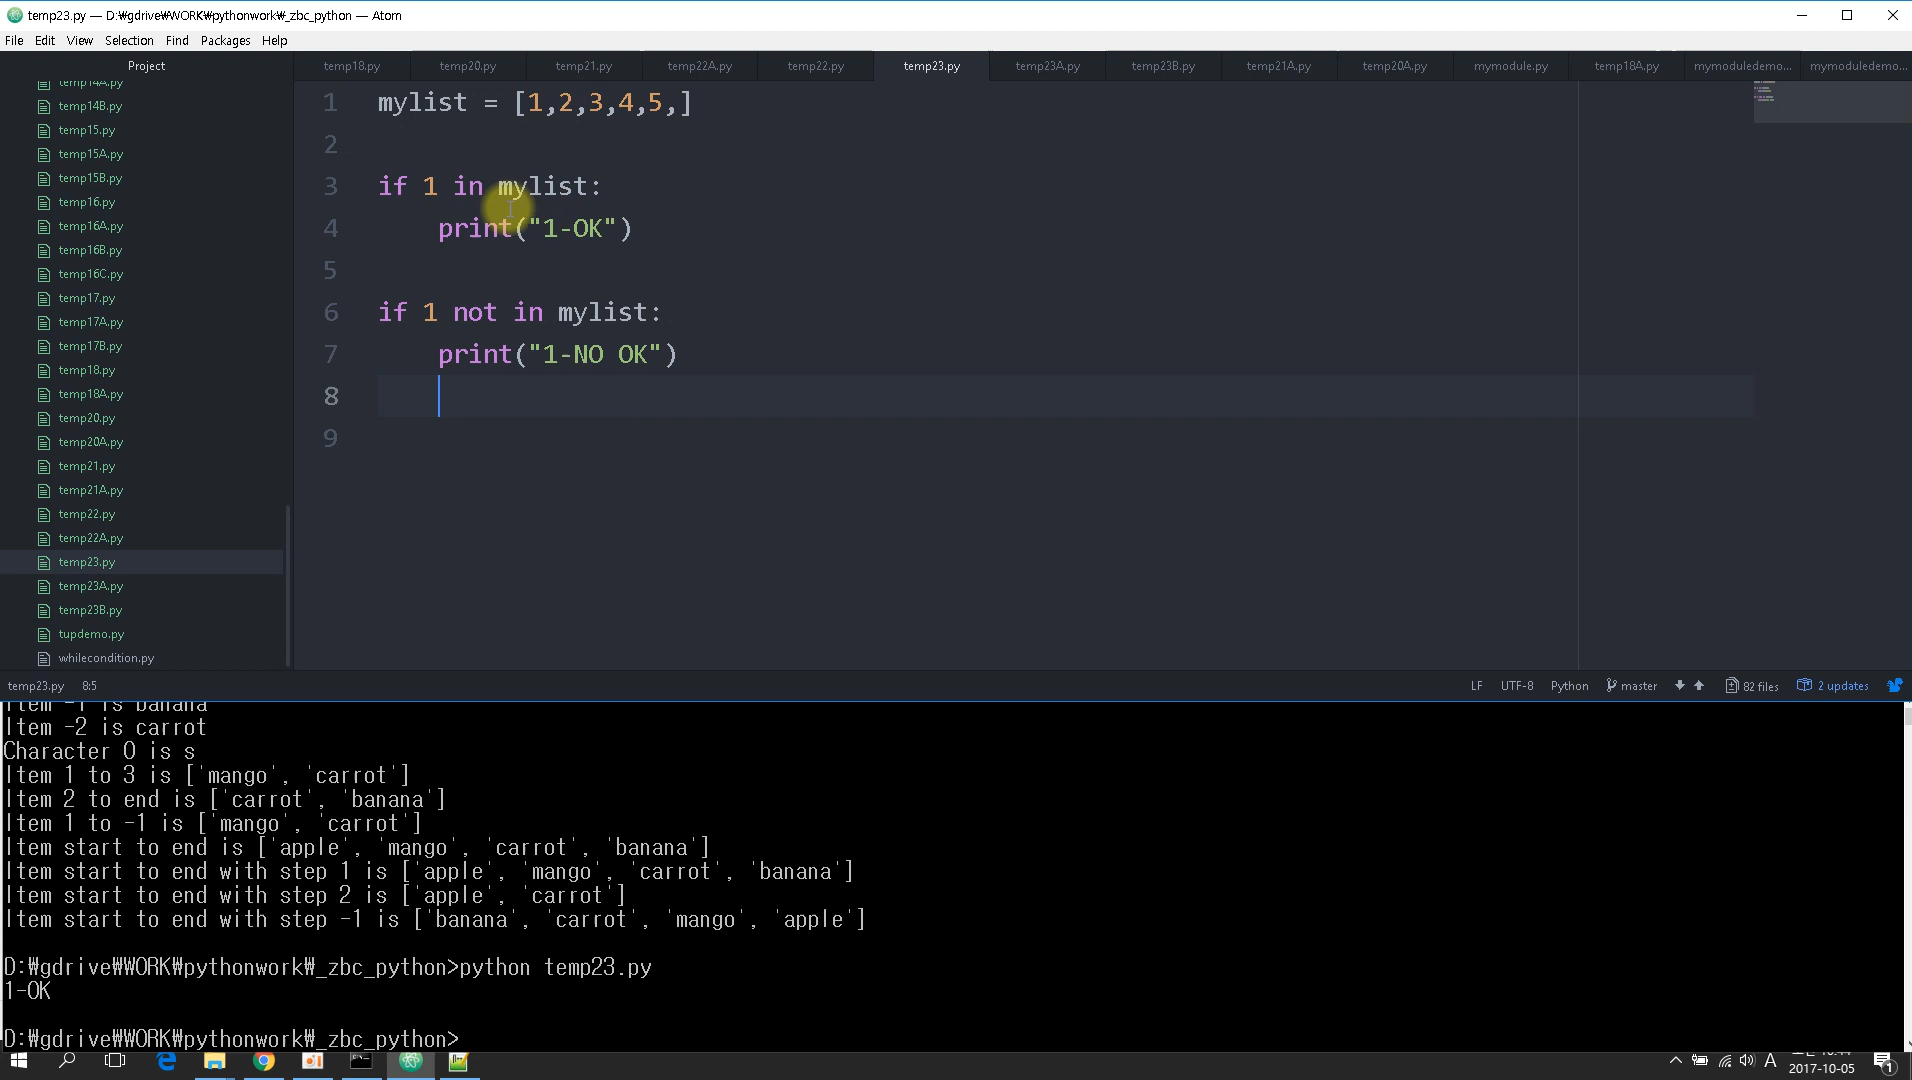 temp23.py — D:₩gdrive₩WORK₩pythonwork₩_zbc_python — Atom
File Edit View Selection Find Packages Help
Project
temp18.py temp20.py temp21.py temp22A.py temp22.py temp23.py temp23A.py temp23B.py temp21A.py temp20A.py mymodule.py temp18A.py mymoduledemo... mymoduledemo...
temp14A.py
temp14B.py
temp15.py
temp15A.py
temp15B.py
temp16.py
temp16A.py
temp16B.py
temp16C.py
temp17.py
temp17A.py
temp17B.py
temp18.py
temp18A.py
temp20.py
temp20A.py
temp21.py
temp21A.py
temp22.py
temp22A.py
temp23.py
temp23A.py
temp23B.py
tupdemo.py
whilecondition.py
1 mylist = [1,2,3,4,5,]
2
3 if 1 in mylist:
4     print("1-OK")
5
6 if 1 not in mylist:
7     print("1-NO OK")
8
9
temp23.py 8:5 LF UTF-8 Python master 82 files 2 updates
Item -1 is banana
Item -2 is carrot
Character 0 is s
Item 1 to 3 is ['mango', 'carrot']
Item 2 to end is ['carrot', 'banana']
Item 1 to -1 is ['mango', 'carrot']
Item start to end is ['apple', 'mango', 'carrot', 'banana']
Item start to end with step 1 is ['apple', 'mango', 'carrot', 'banana']
Item start to end with step 2 is ['apple', 'carrot']
Item start to end with step -1 is ['banana', 'carrot', 'mango', 'apple']
D:₩gdrive₩WORK₩pythonwork₩_zbc_python>python temp23.py
1-OK
D:₩gdrive₩WORK₩pythonwork₩_zbc_python>
A
2017-10-05
1